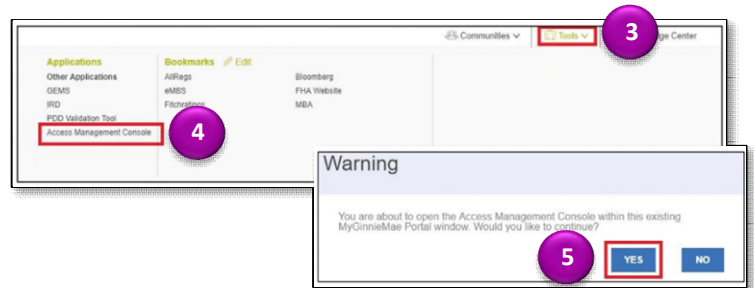 Communities
Tools
3
ge Center
Applications
Bookmarks Edit
Other Applications
AllRegs
Bloomberg
GEMS
eMBS
FHA Website
IRD
Fitchratings
MBA
PDD Validation Tool
Access Management Console
4
Warning
You are about to open the Access Management Console within this existing
MyGinnieMae Portal window. Would you like to continue?
5
YES
NO